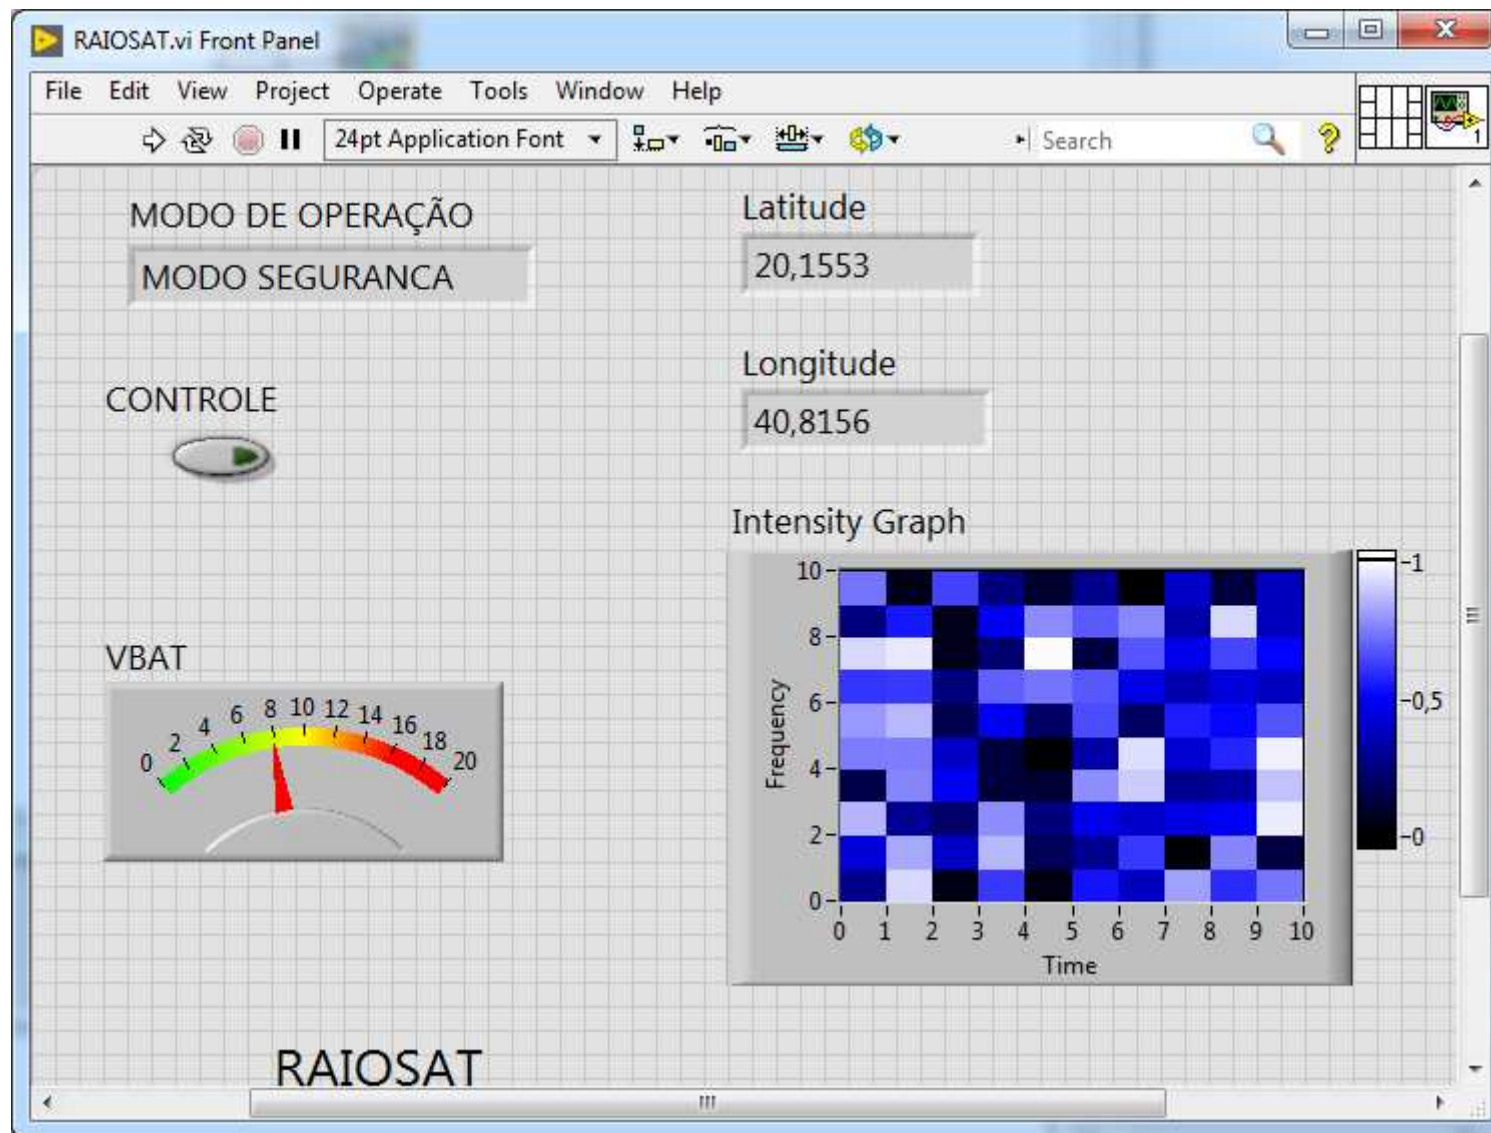 RAIOSAT.vi Front Panel
File Edit View Project Operate Tools Window Help
24pt Application Font
Search
1
MODO DE OPERAÇÃO
MODO SEGURANCA
Latitude
20,1553
Longitude
40,8156
CONTROLE
VBAT
0 2 4 6 8 10 12 14 16 18 20
Intensity Graph
Frequency
10
8
6
4
2
0
0 1 2 3 4 5 6 7 8 9 10
Time
1
0,5
0
RAIOSAT